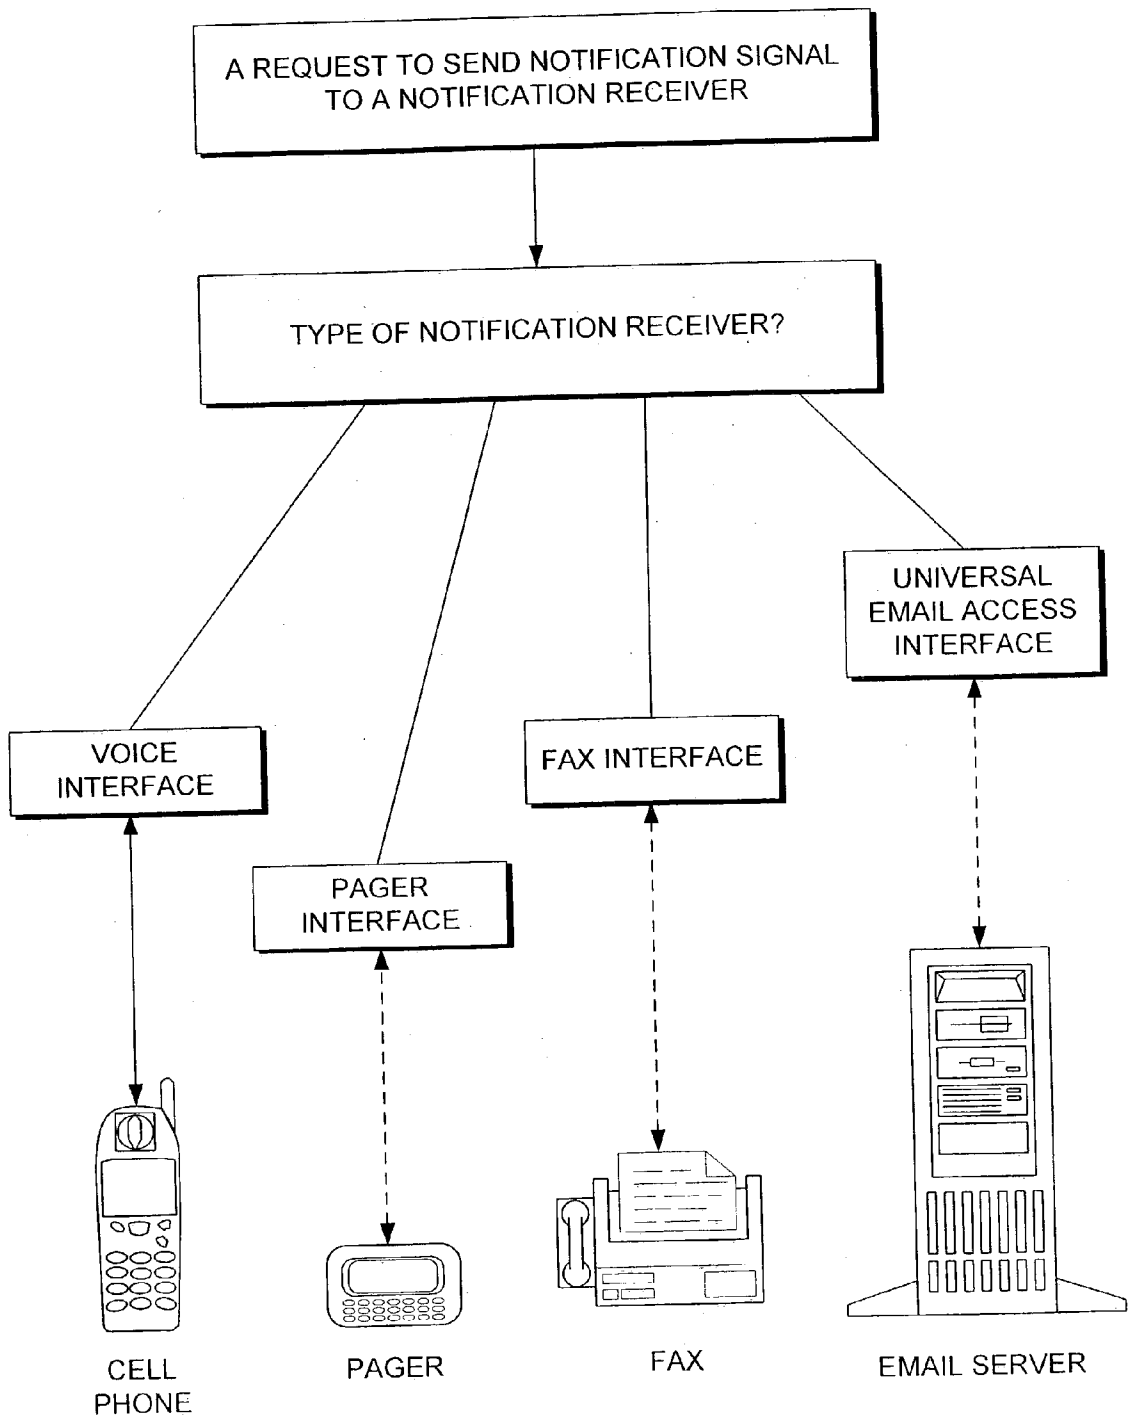 A REQUEST TO SEND NOTIFICATION SIGNAL
TO A NOTIFICATION RECEIVER
TYPE OF NOTIFICATION RECEIVER?
UNIVERSAL
EMAIL ACCESS
INTERFACE
VOICE
INTERFACE
FAX INTERFACE
PAGER
INTERFACE
CELL
PHONE
PAGER
FAX
EMAIL SERVER